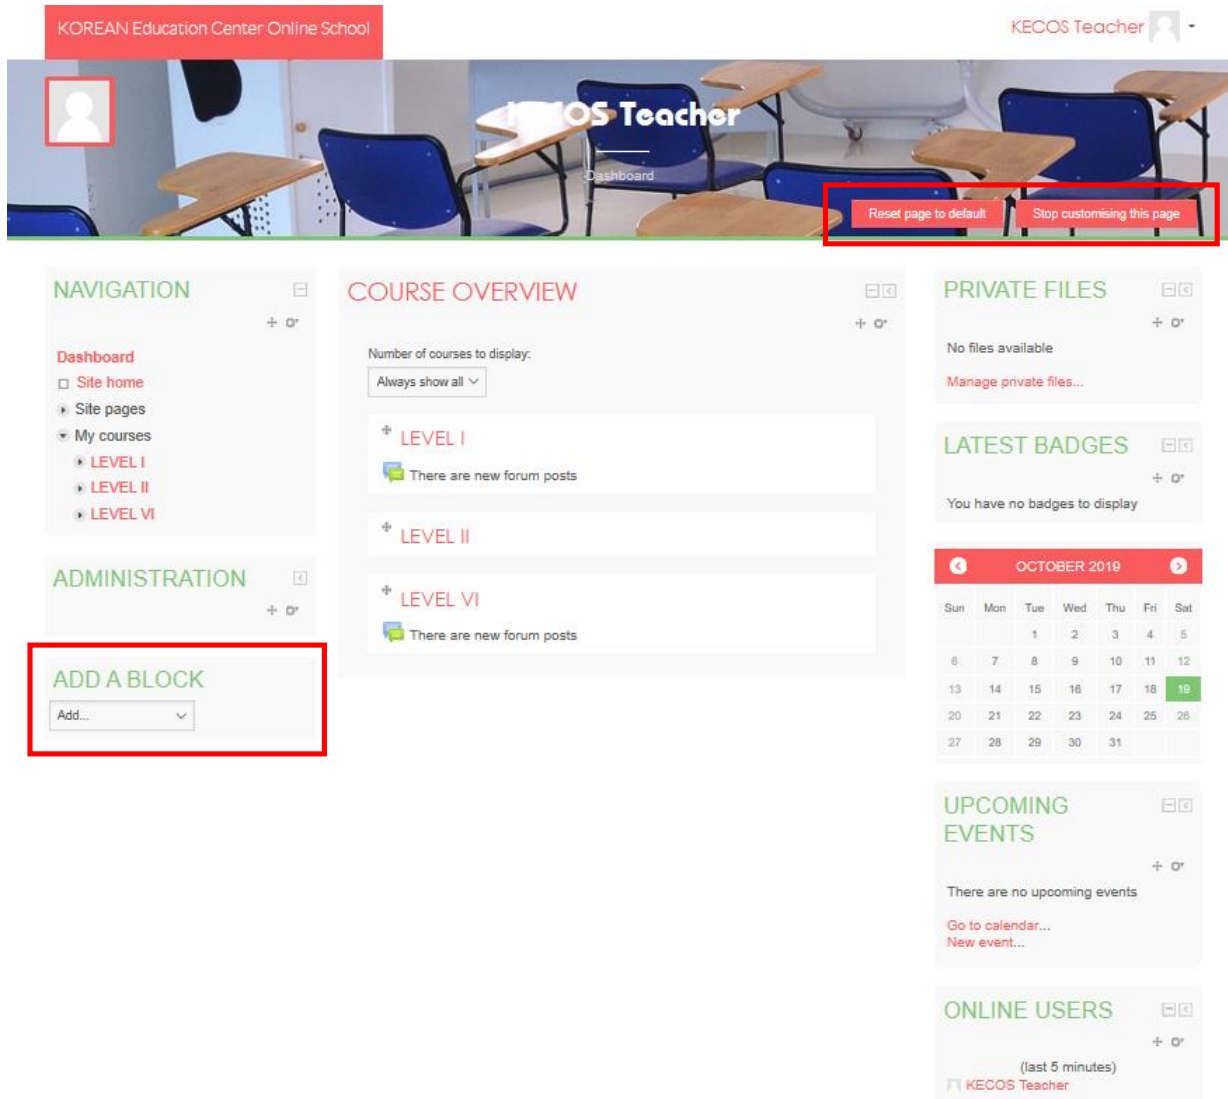 KOREAN Education Center Online School
KECOS Teacher
KECOS Teacher
Dashboard
Reset page to default
Stop customising this page
NAVIGATION
Dashboard
Site home
Site pages
My courses
LEVEL I
LEVEL II
LEVEL VI
ADMINISTRATION
ADD A BLOCK
Add...
COURSE OVERVIEW
Number of courses to display:
Always show all
LEVEL I
There are new forum posts
LEVEL II
LEVEL VI
There are new forum posts
PRIVATE FILES
No files available
Manage private files...
LATEST BADGES
You have no badges to display
OCTOBER 2019
Sun Mon Tue Wed Thu Fri Sat
1 2 3 4 5
6 7 8 9 10 11 12
13 14 15 16 17 18 19
20 21 22 23 24 25 26
27 28 29 30 31
UPCOMING
EVENTS
There are no upcoming events
Go to calendar...
New event...
ONLINE USERS
(last 5 minutes)
KECOS Teacher